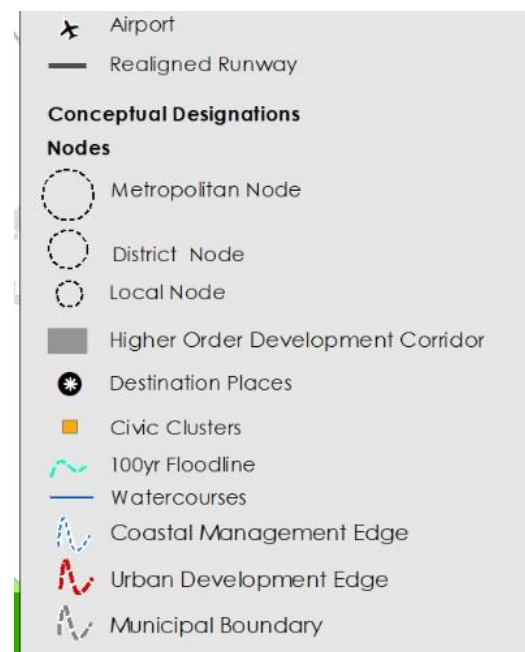 Airport
Realigned Runway
Conceptual Designations
Nodes
Metropolitan Node
District Node
Local Node
Higher Order Development Corridor
Destination Places
Civic Clusters
100yr Floodline
Watercourses
Coastal Management Edge
Urban Development Edge
Municipal Boundary